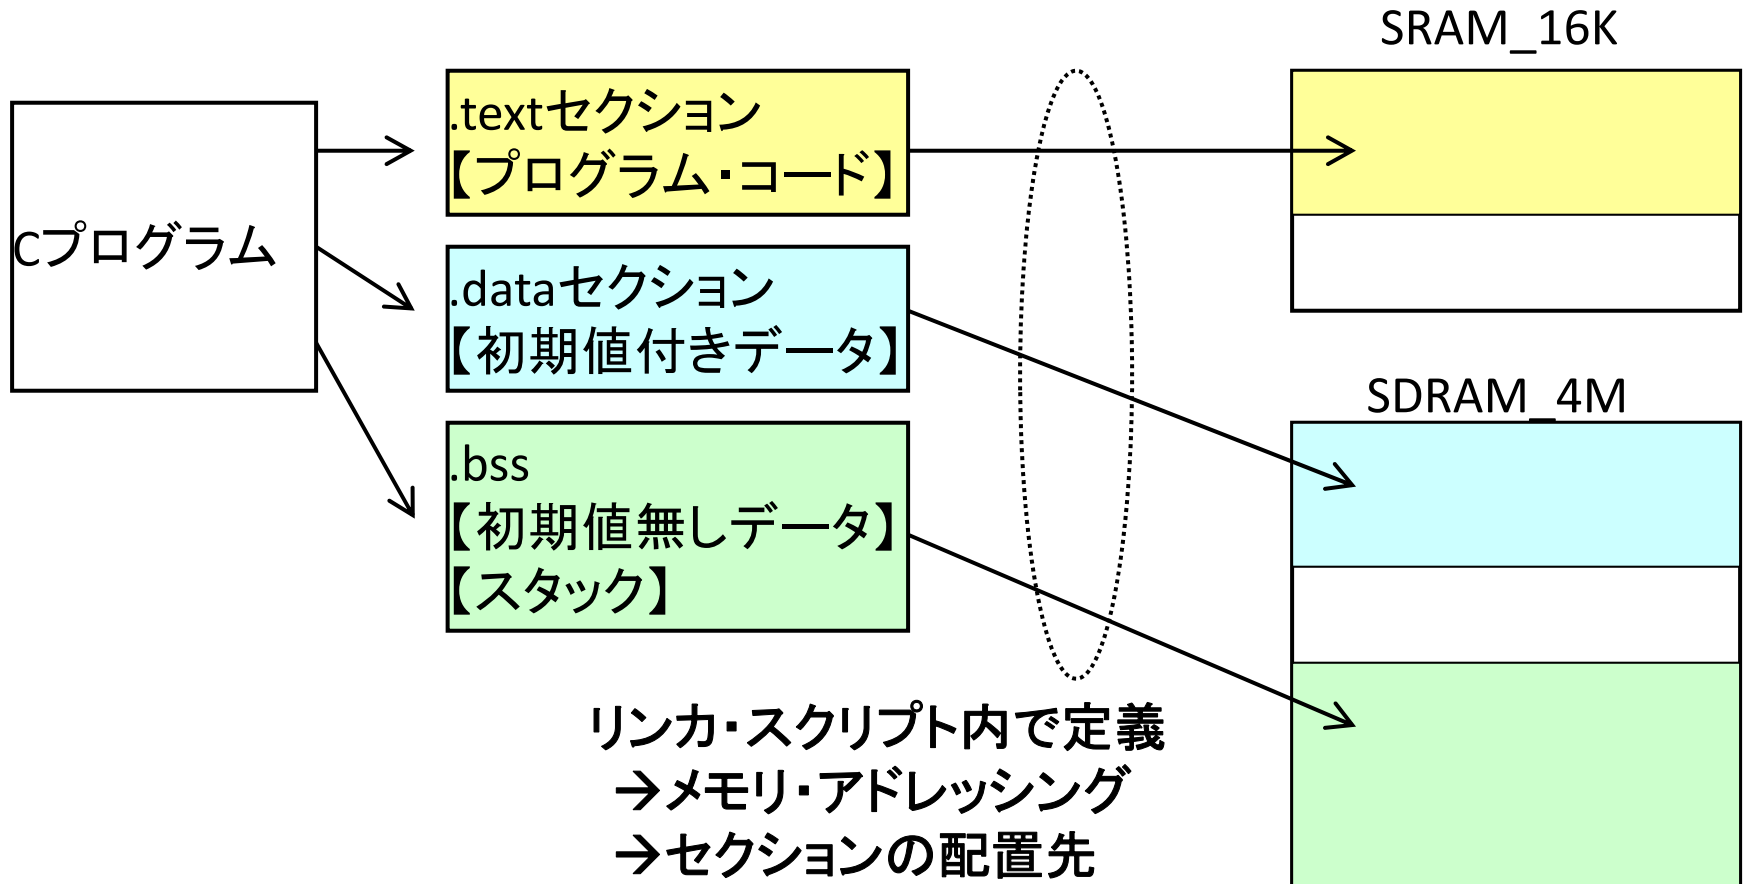 SRAM_16K
Cプログラム
.textセクション
【プログラム・コード】
.dataセクション
【初期値付きデータ】
.bss
【初期値無しデータ】
【スタック】
SDRAM_4M
リンカ・スクリプト内で定義
→メモリ・アドレッシング
→セクションの配置先